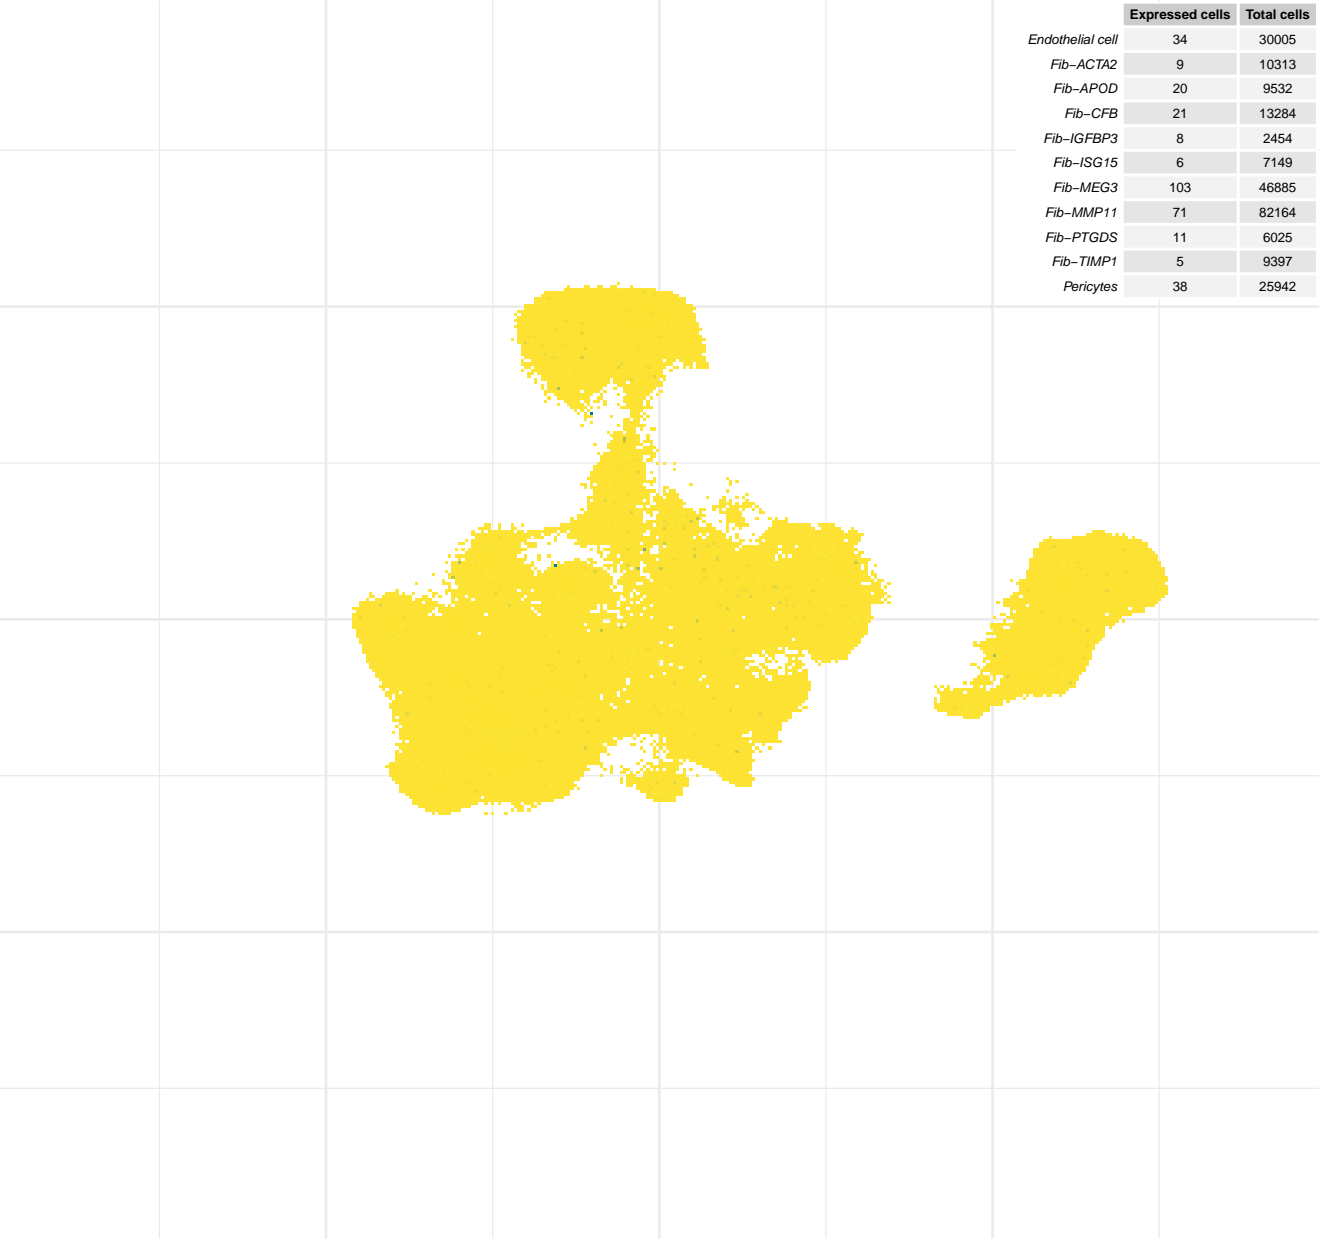 Expressed cells Total cells
Endothelial cell 34 30005
Fib−ACTA2 9 10313
Fib−APOD 20 9532
Fib−CFB 21 13284
Fib−IGFBP3 8 2454
Fib−ISG15 6 7149
Fib−MEG3 103 46885
Fib−MMP11 71 82164
Fib−PTGDS 11 6025
Fib−TIMP1 5 9397
Pericytes 38 25942